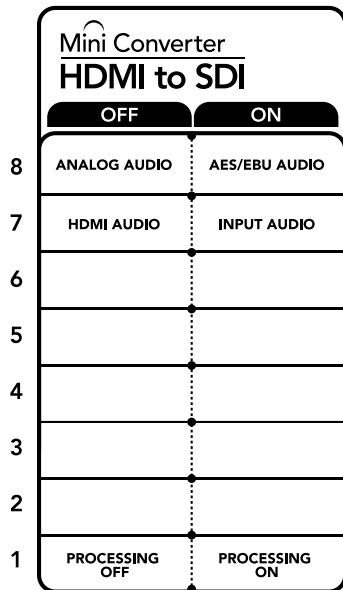 Mini Converter
HDMI to SDI
OFF ON
8 ANALOG AUDIO AES/EBU AUDIO
7 HDMI AUDIO INPUT AUDIO
6
5
4
3
2
1 PROCESSING OFF PROCESSING ON